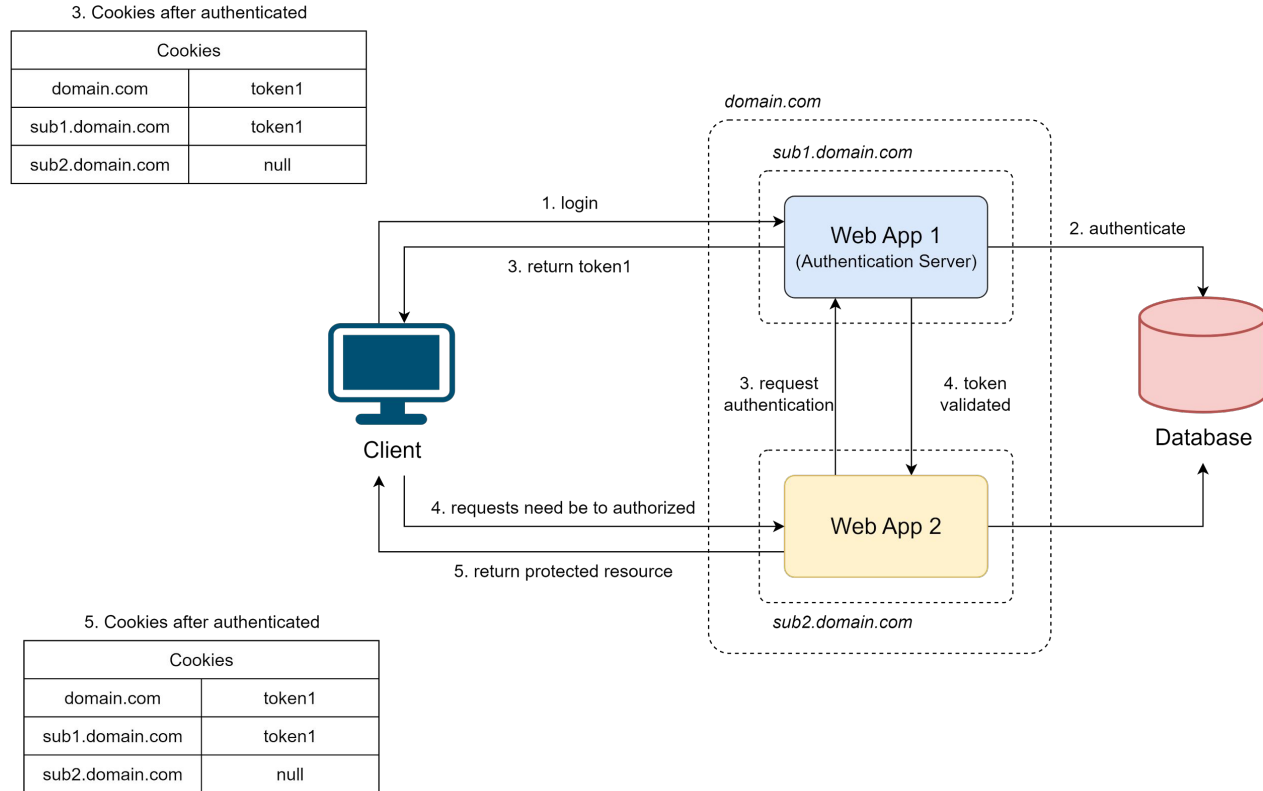 3. Cookies after authenticated
Cookies
domain.com token1
sub1.domain.com token1
sub2.domain.com null
domain.com
sub1.domain.com
1. login
Web App 1
(Authentication Server)
2. authenticate
3. return token1
3. request
authentication
4. token
validated
Client
Database
4. requests need be to authorized
Web App 2
5. return protected resource
sub2.domain.com
5. Cookies after authenticated
Cookies
domain.com token1
sub1.domain.com token1
sub2.domain.com null